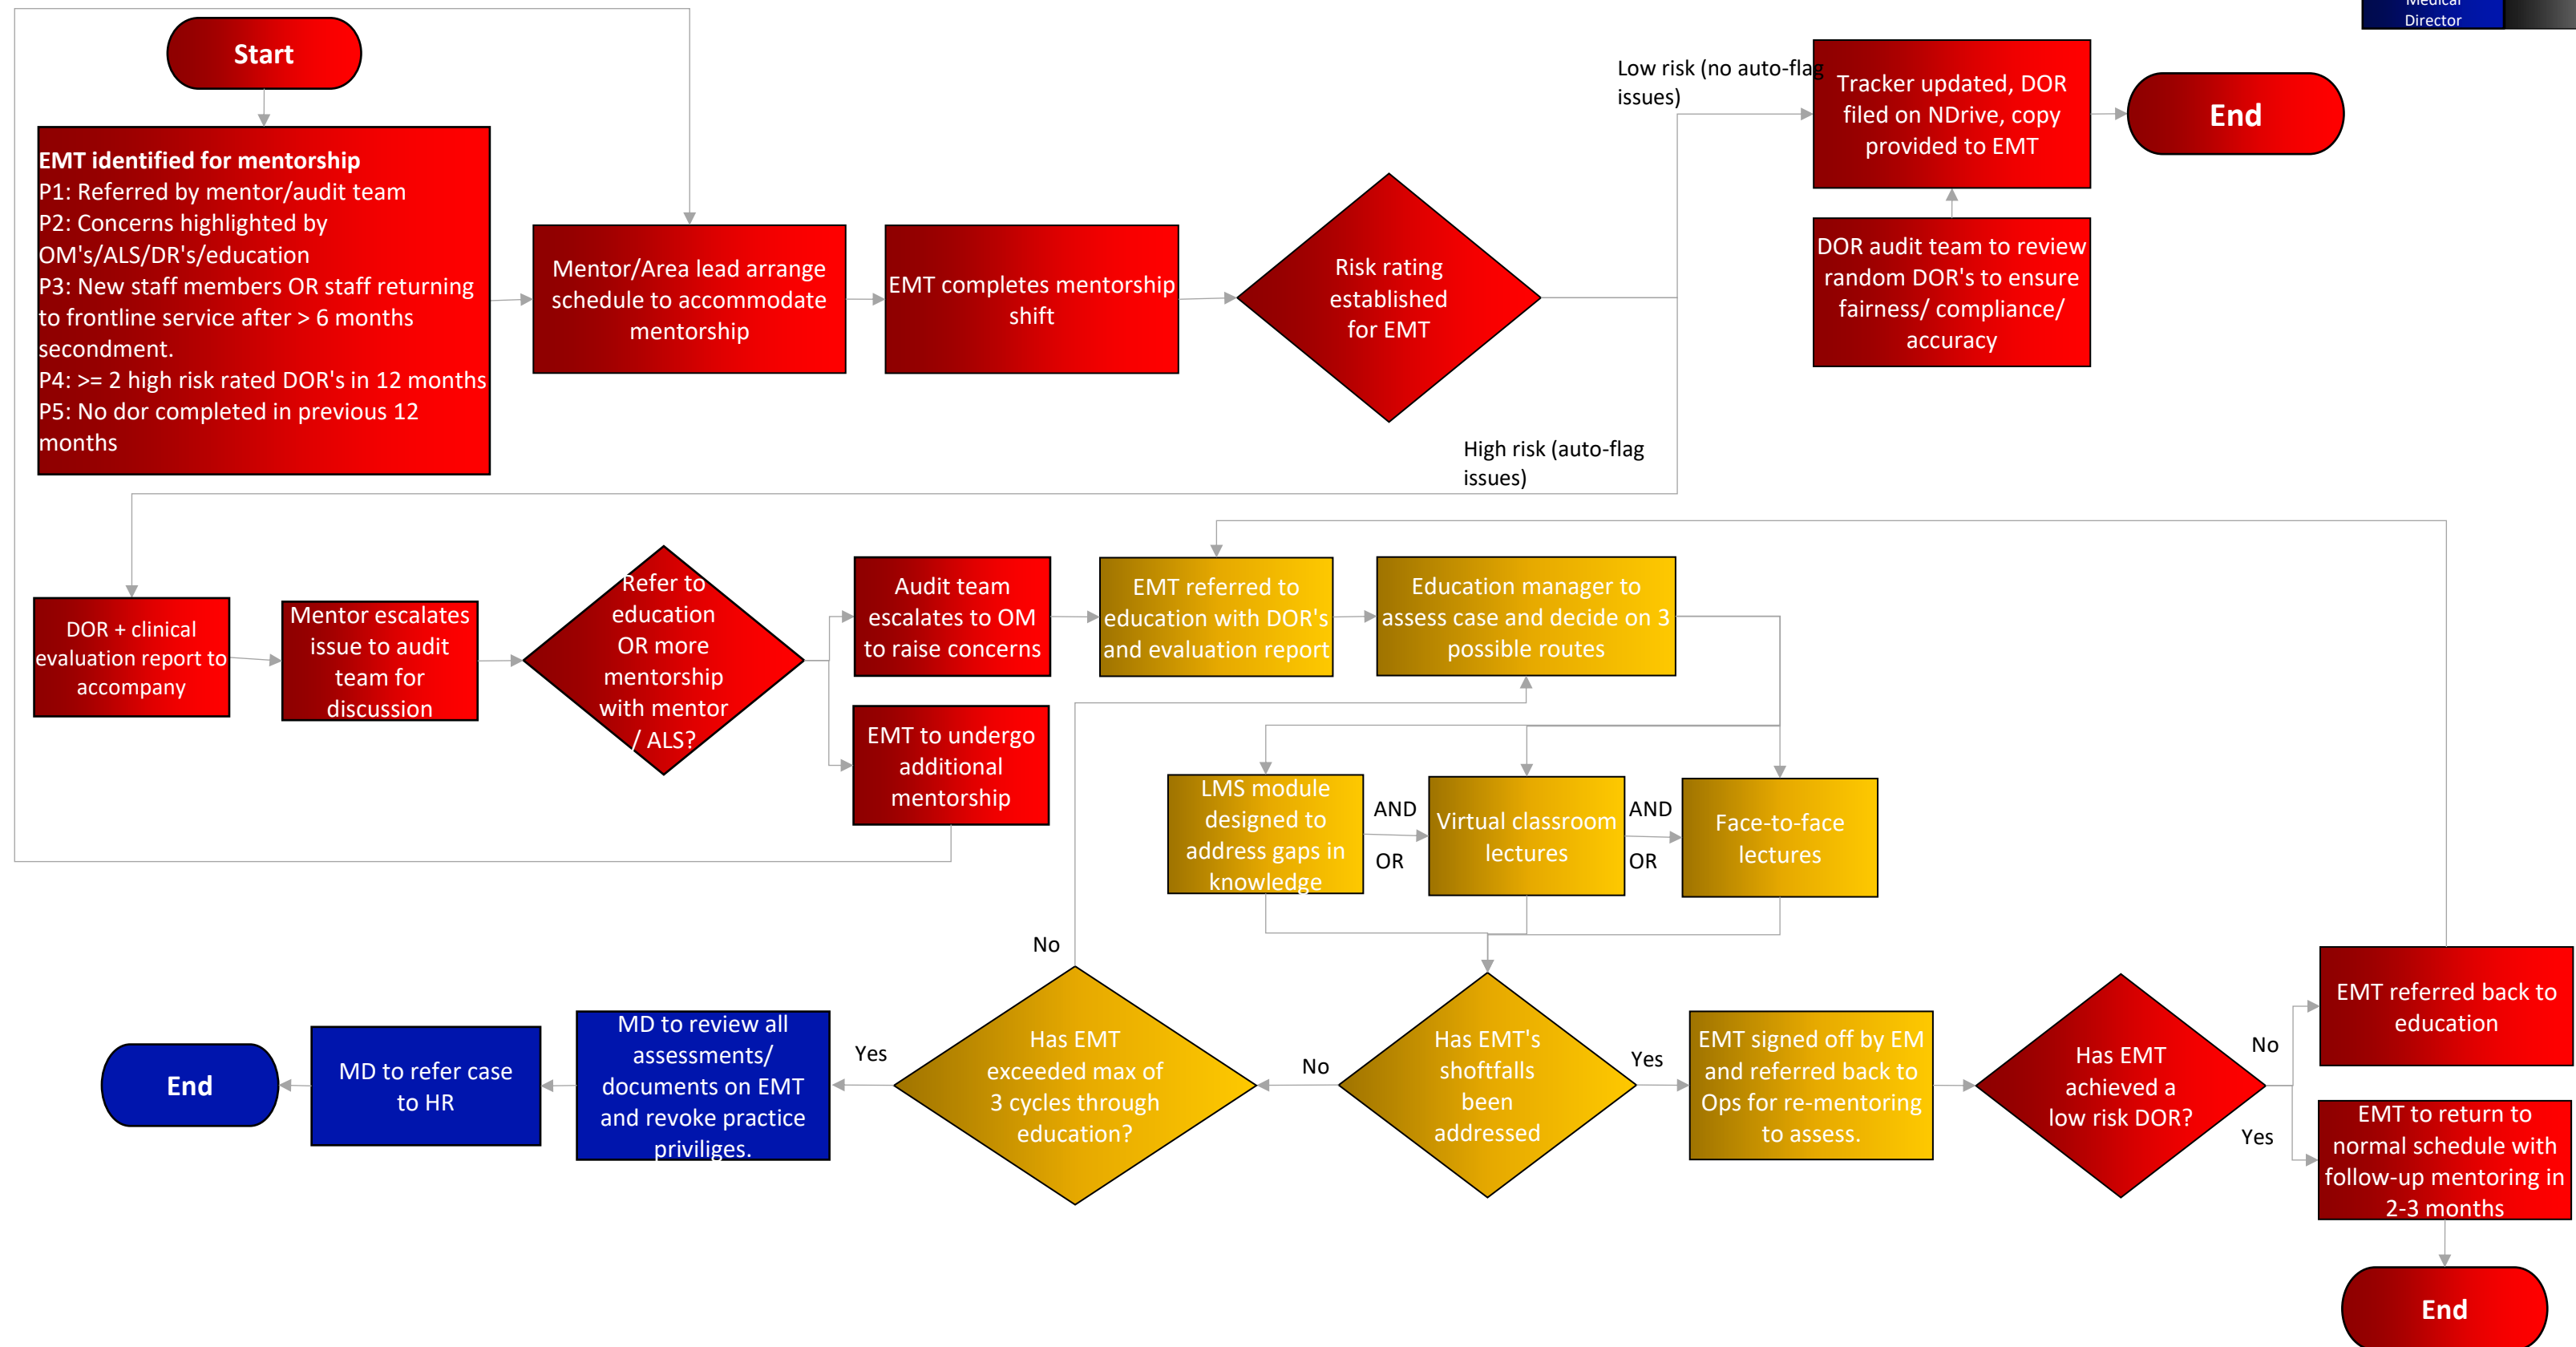 Medical
Director
Start
Low risk (no auto-flag
issues)
Tracker updated, DOR
filed on NDrive, copy
provided to EMT
End
EMT identified for mentorship
P1: Referred by mentor/audit team
P2: Concerns highlighted by
OM's/ALS/DR's/education
P3: New staff members OR staff returning
to frontline service after > 6 months
secondment.
P4: >= 2 high risk rated DOR's in 12 months
P5: No dor completed in previous 12
months
Mentor/Area lead arrange
schedule to accommodate
mentorship
EMT completes mentorship
shift
Risk rating
established
for EMT
DOR audit team to review
random DOR's to ensure
fairness/ compliance/
accuracy
High risk (auto-flag
issues)
DOR + clinical
evaluation report to
accompany
Mentor escalates
issue to audit
team for
discussion
Refer to
education
OR more
mentorship
with mentor
/ ALS?
Audit team
escalates to OM
to raise concerns
EMT to undergo
additional
mentorship
EMT referred to
education with DOR's
and evaluation report
Education manager to
assess case and decide on 3
possible routes
LMS module
designed to
address gaps in
knowledge
AND
OR
Virtual classroom
lectures
AND
OR
Face-to-face
lectures
No
End
MD to refer case
to HR
MD to review all
assessments/
documents on EMT
and revoke practice
priviliges.
Yes
Has EMT
exceeded max of
3 cycles through
education?
No
Has EMT's
shoftfalls
been
addressed
Yes
EMT signed off by EM
and referred back to
Ops for re-mentoring
to assess.
Has EMT
achieved a
low risk DOR?
No
Yes
EMT referred back to
education
EMT to return to
normal schedule with
follow-up mentoring in
2-3 months
End